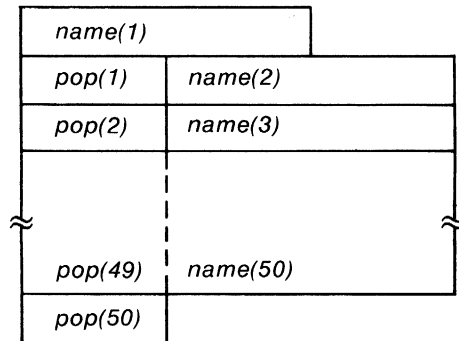 name(1)
pop(1) name(2)
pop(2) name(3)
pop(49) name(50)
pop(50)